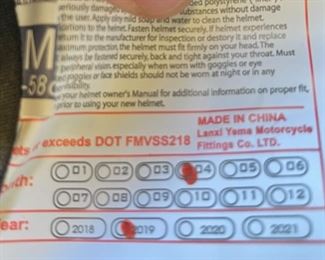 seriously damaged substances without damage
the user. Apply only mild soap and water to clean the helmet.
to the helmet. Fasten helmet securely. If helmet experiences
return it to the manufacturer for inspection or destory it and replace
maximum protection, the helmet must fit firmly on your head. The
always be fastened securely, back and tight against your throat. Must
peripheral vision, especially when worn with goggles or eye
goggles or face shields should not be worn at night or in any
your helmet owner's Manual for additional information on proper fit,
prior to using your new helmet.
M
-58
or exceeds DOT FMVSS218
MADE IN CHINA
Lanxi Yema Motorcycle
Fittings Co. LTD.
01 02 03 04 05 06
07 08 09 10 11 12
ear: 2018 2019 2020 2021